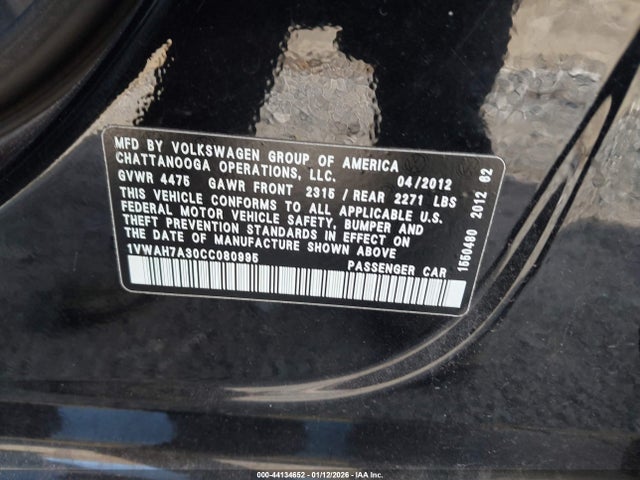 MFD BY VOLKSWAGEN GROUP OF AMERICA
CHATTANOOGA OPERATIONS, LLC. 04/2012
GVWR 4475 GAWR FRONT 2315 / REAR 2271 LBS
THIS VEHICLE CONFORMS TO ALL APPLICABLE U.S.
FEDERAL MOTOR VEHICLE SAFETY, BUMPER AND
THEFT PREVENTION STANDARDS IN EFFECT ON
THE DATE OF MANUFACTURE SHOWN ABOVE
1VWAH7A30CC080995 PASSENGER CAR
1550480 2012 62
000-44134652 - 01/12/2026 - IAA Inc.